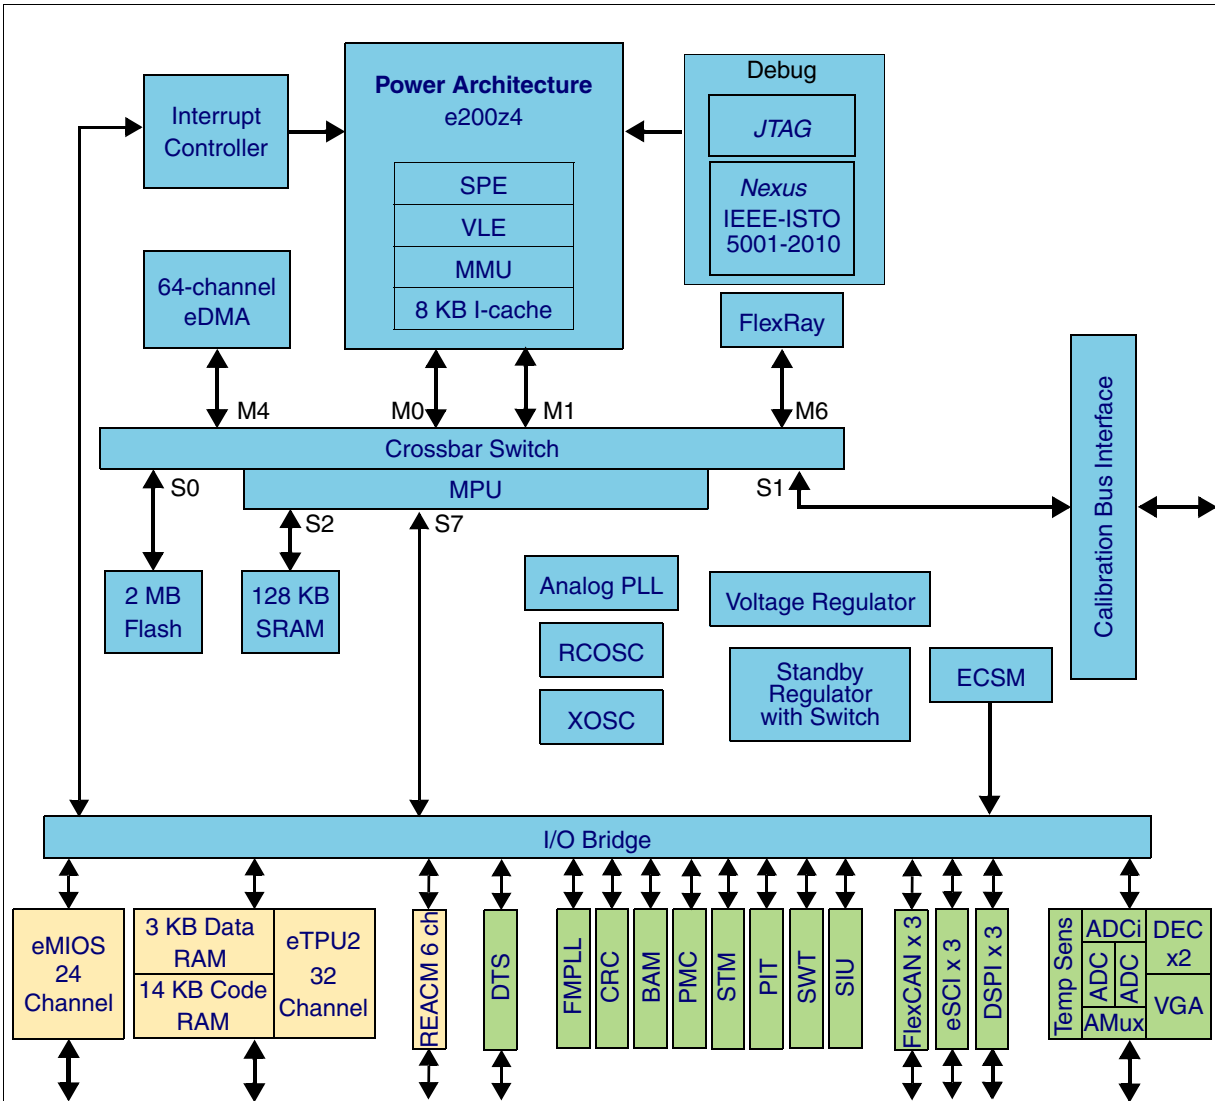 Power Architecture
e200z4
SPE
VLE
MMU
8 KB I-cache
Interrupt
Controller
Debug
JTAG
Nexus
IEEE-ISTO
5001-2010
64-channel
eDMA
FlexRay
M4
M0
M1
M6
Crossbar Switch
MPU
S0
S2
S7
S1
Calibration Bus Interface
2 MB
Flash
128 KB
SRAM
Analog PLL
RCOSC
XOSC
Voltage Regulator
Standby
Regulator
with Switch
ECSM
I/O Bridge
eMIOS
24
Channel
3 KB Data
RAM
14 KB Code
RAM
eTPU2
32
Channel
REACM 6 ch
DTS
FMPLL
CRC
BAM
PMC
STM
PIT
SWT
SIU
FlexCAN x 3
eSCI x 3
DSPI x 3
Temp Sens
ADCi
ADC
ADC
AMux
DEC
x2
VGA